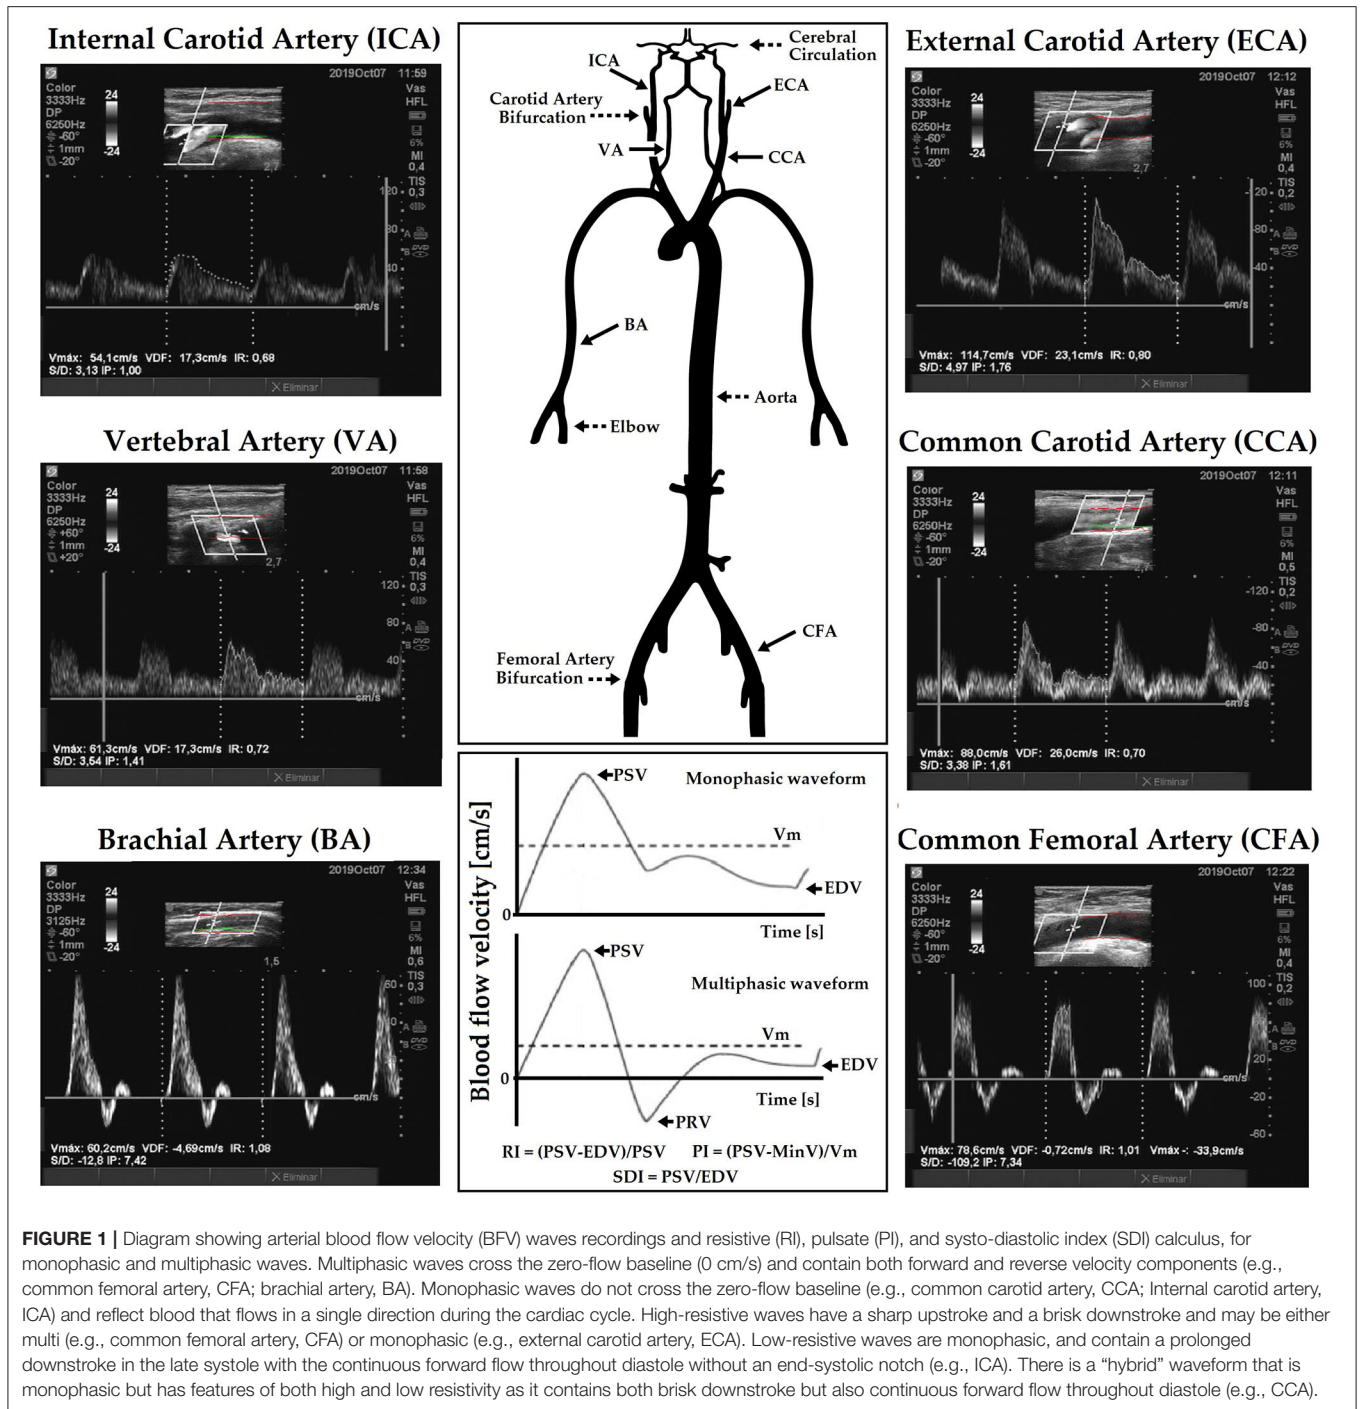 Internal Carotid Artery (ICA)
2019Oct07 11:59
Color
3333Hz
DP
6250Hz
-60°
1mm
-20°
24
-24
2,7
Vas
HFL
6%
MI
0,4
TIS
0,3
A
B
120
80
40
cm/s
Vmáx: 54,1cm/s VDF: 17,3cm/s IR: 0,68
S/D: 3,13 IP: 1,00
Eliminar
Vertebral Artery (VA)
2019Oct07 11:58
Color
3333Hz
DP
6250Hz
+60°
1mm
+20°
24
-24
2,7
Vas
HFL
6%
MI
0,4
TIS
0,3
A
B
120
80
40
cm/s
Vmáx: 61,3cm/s VDF: 17,3cm/s IR: 0,72
S/D: 3,54 IP: 1,41
Eliminar
Brachial Artery (BA)
2019Oct07 12:34
Color
24
DP
3125Hz
-60°
1mm
-20°
-24
1,5
Vas
HFL
6%
MI
0,6
TIS
0,3
A
B
60
cm/s
Vmáx: 60,2cm/s VDF: -4,69cm/s IR: 1,08
S/D: -12,8 IP: 7,42
Eliminar
Cerebral
Circulation
ICA
ECA
Carotid Artery
Bifurcation
VA
CCA
BA
Aorta
Elbow
CFA
Femoral Artery
Bifurcation
Blood flow velocity [cm/s]
PSV
Monophasic waveform
Vm
EDV
0
Time [s]
PSV
Multiphasic waveform
Vm
EDV
0
Time [s]
PRV
RI = (PSV-EDV)/PSV PI = (PSV-MinV)/Vm
SDI = PSV/EDV
External Carotid Artery (ECA)
2019Oct07 12:12
Color
3333Hz
DP
6250Hz
-60°
1mm
-20°
24
-24
2,7
Vas
HFL
6%
MI
0,4
TIS
0,2
A
B
80
40
cm/s
Vmáx: 114,7cm/s VDF: 23,1cm/s IR: 0,80
S/D: 4,97 IP: 1,76
Eliminar
Common Carotid Artery (CCA)
2019Oct07 12:11
Color
3333Hz
DP
6250Hz
-60°
1mm
-20°
24
-24
2,7
Vas
HFL
6%
MI
0,5
TIS
0,2
A
B
-120
-80
-40
cm/s
Vmáx: 88,0cm/s VDF: 26,0cm/s IR: 0,70
S/D: 3,38 IP: 1,61
Eliminar
Common Femoral Artery (CFA)
2019Oct07 12:22
Color
3333Hz
DP
6250Hz
-60°
1mm
-20°
24
-24
Vas
HFL
6%
MI
0,4
TIS
0,2
A
B
100
20
cm/s
-20
-60
Vmáx: 78,6cm/s VDF: -0,72cm/s IR: 1,01 Vmáx -: -33,9cm/s
S/D: -109,2 IP: 7,34
Eliminar
FIGURE 1 | Diagram showing arterial blood flow velocity (BFV) waves recordings and resistive (RI), pulsate (PI), and systo-diastolic index (SDI) calculus, for
monophasic and multiphasic waves. Multiphasic waves cross the zero-flow baseline (0 cm/s) and contain both forward and reverse velocity components (e.g.,
common femoral artery, CFA; brachial artery, BA). Monophasic waves do not cross the zero-flow baseline (e.g., common carotid artery, CCA; Internal carotid artery,
ICA) and reflect blood that flows in a single direction during the cardiac cycle. High-resistive waves have a sharp upstroke and a brisk downstroke and may be either
multi (e.g., common femoral artery, CFA) or monophasic (e.g., external carotid artery, ECA). Low-resistive waves are monophasic, and contain a prolonged
downstroke in the late systole with the continuous forward flow throughout diastole without an end-systolic notch (e.g., ICA). There is a “hybrid” waveform that is
monophasic but has features of both high and low resistivity as it contains both brisk downstroke but also continuous forward flow throughout diastole (e.g., CCA).